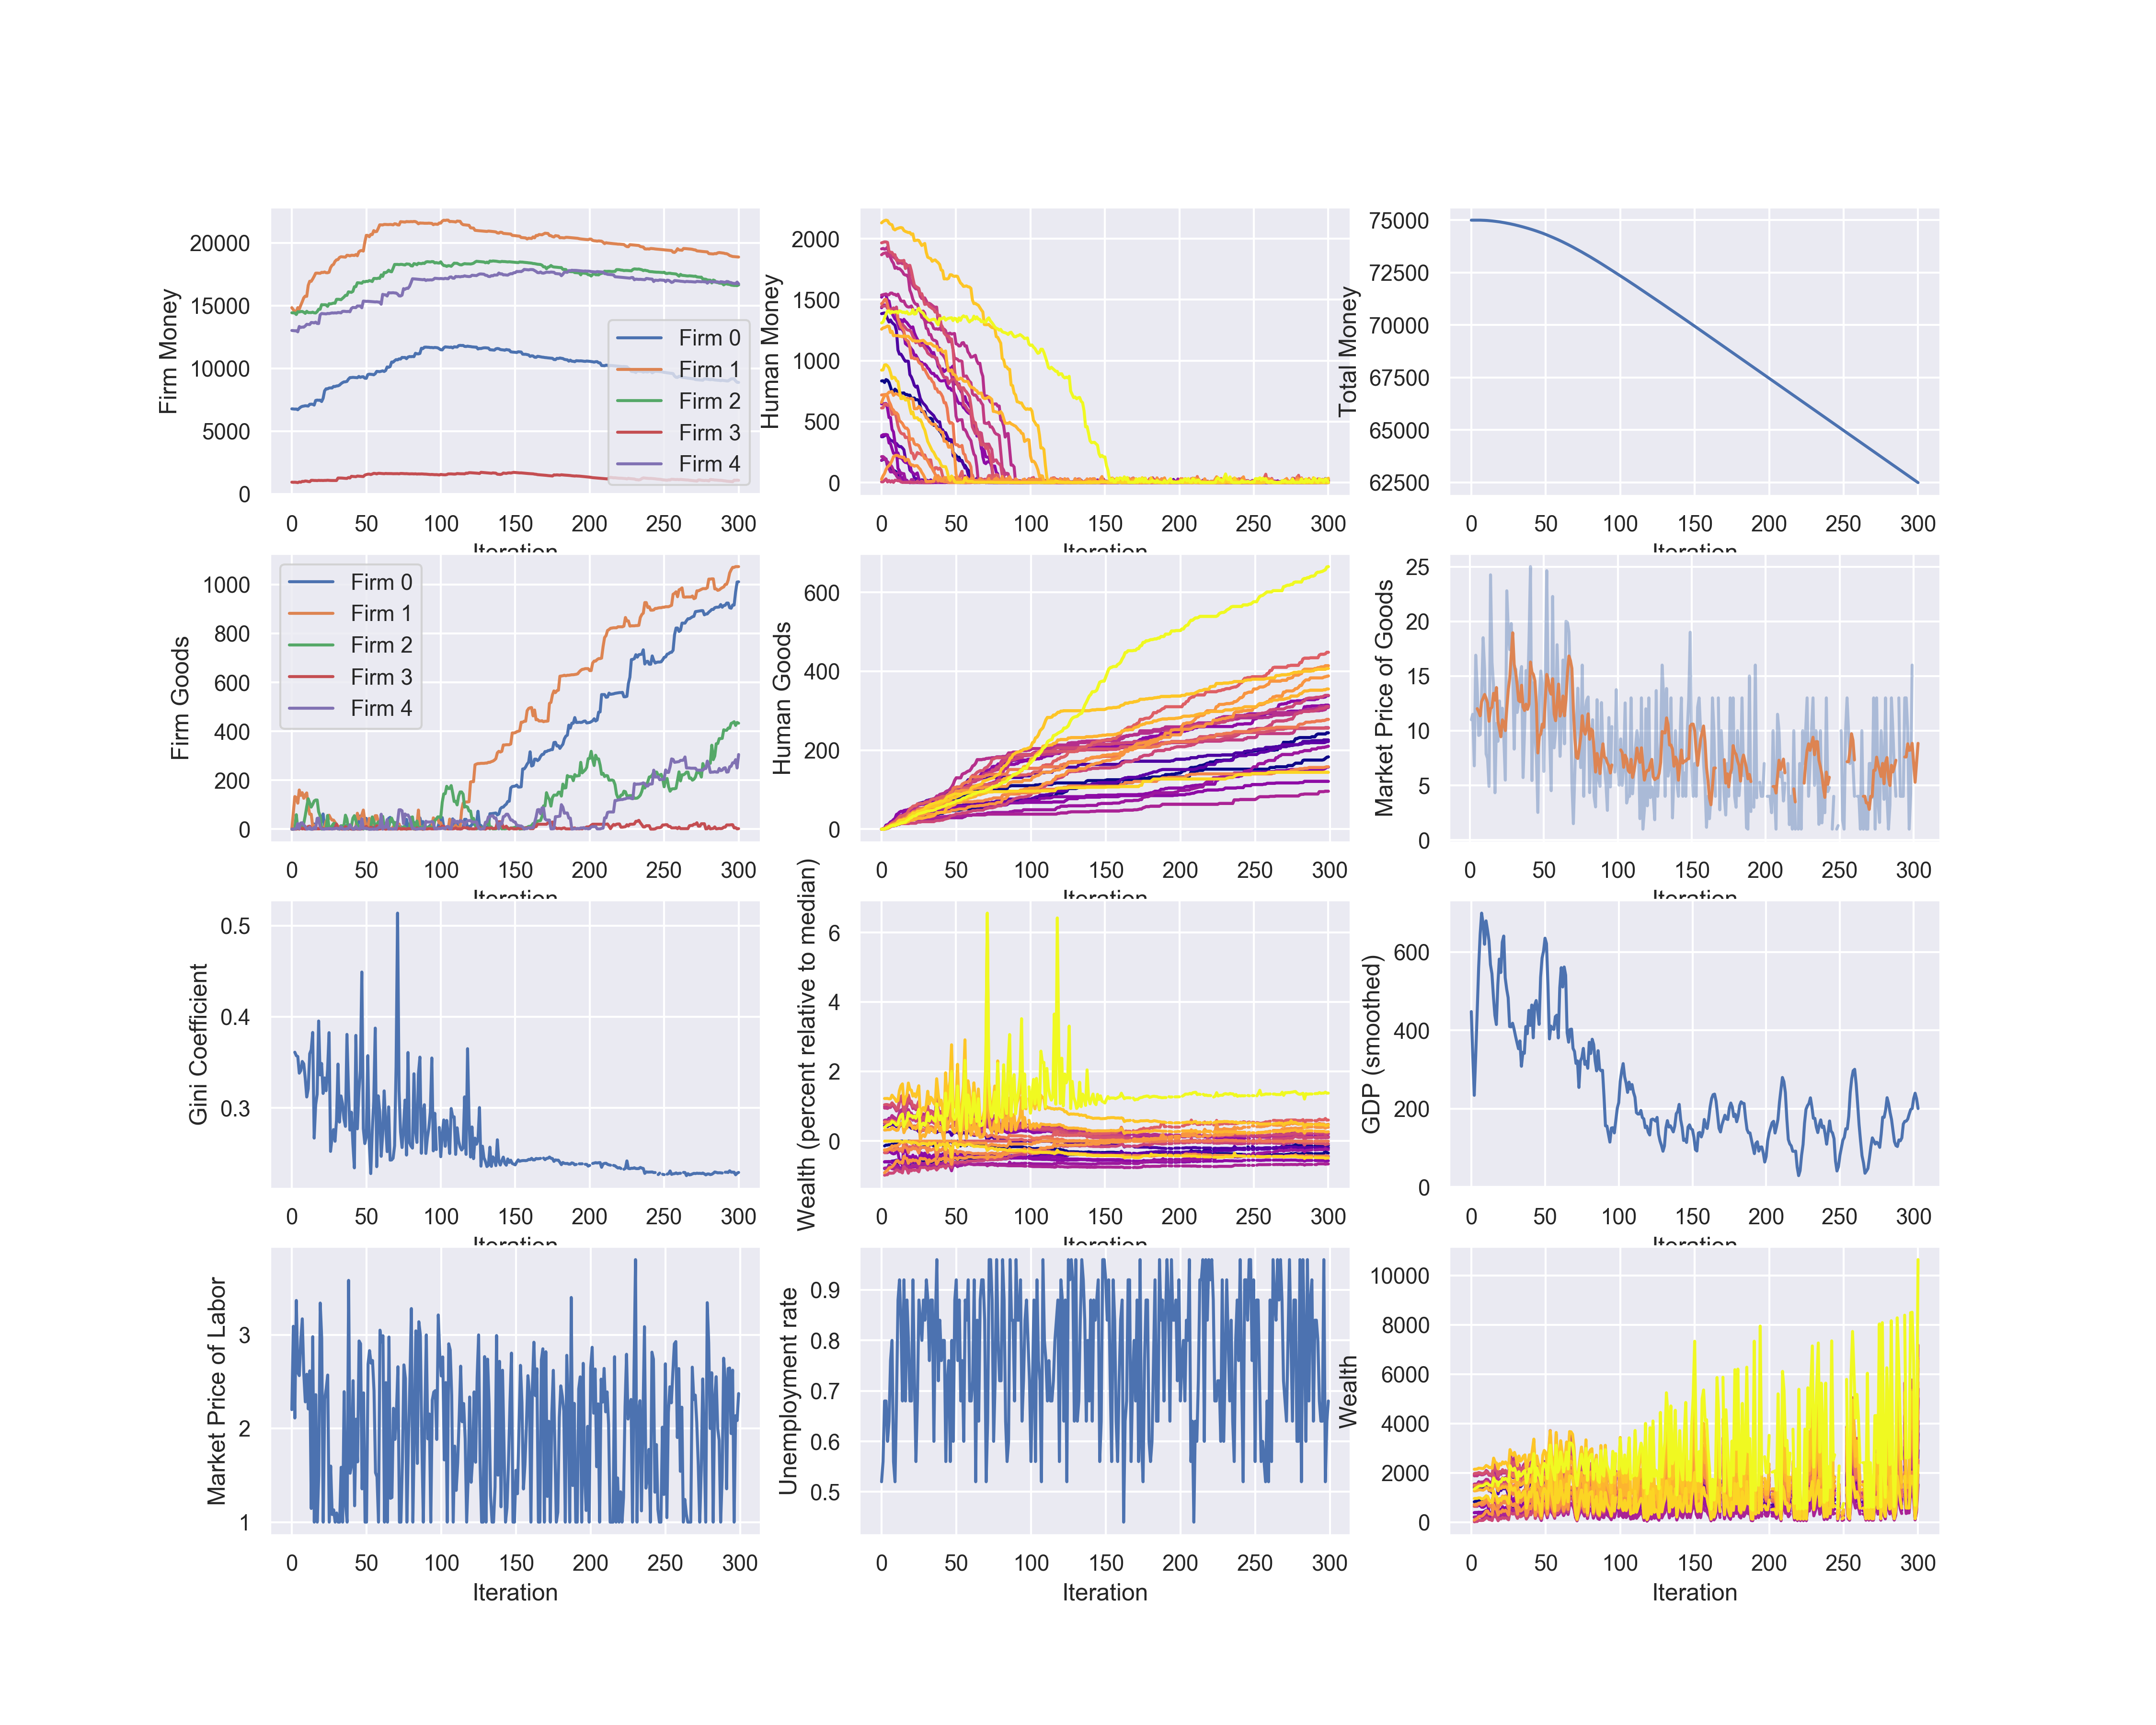 Firm Money
20000
15000
10000
5000
0
0 50 100 150 200 250 300
Iteration
Firm 0
Firm 1
Firm 2
Firm 3
Firm 4
Human Money
2000
1500
1000
500
0
0 50 100 150 200 250 300
Iteration
Total Money
75000
72500
70000
67500
65000
62500
0 50 100 150 200 250 300
Iteration
Firm Goods
1000
800
600
400
200
0
0 50 100 150 200 250 300
Iteration
Firm 0
Firm 1
Firm 2
Firm 3
Firm 4
Human Goods
600
400
200
0
0 50 100 150 200 250 300
Iteration
Market Price of Goods
25
20
15
10
5
0
0 50 100 150 200 250 300
Iteration
Gini Coefficient
0.5
0.4
0.3
0 50 100 150 200 250 300
Iteration
Wealth (percent relative to median)
6
4
2
0
0 50 100 150 200 250 300
Iteration
GDP (smoothed)
600
400
200
0
0 50 100 150 200 250 300
Iteration
Market Price of Labor
3
2
1
0 50 100 150 200 250 300
Iteration
Unemployment rate
0.9
0.8
0.7
0.6
0.5
0 50 100 150 200 250 300
Iteration
Wealth
10000
8000
6000
4000
2000
0
0 50 100 150 200 250 300
Iteration